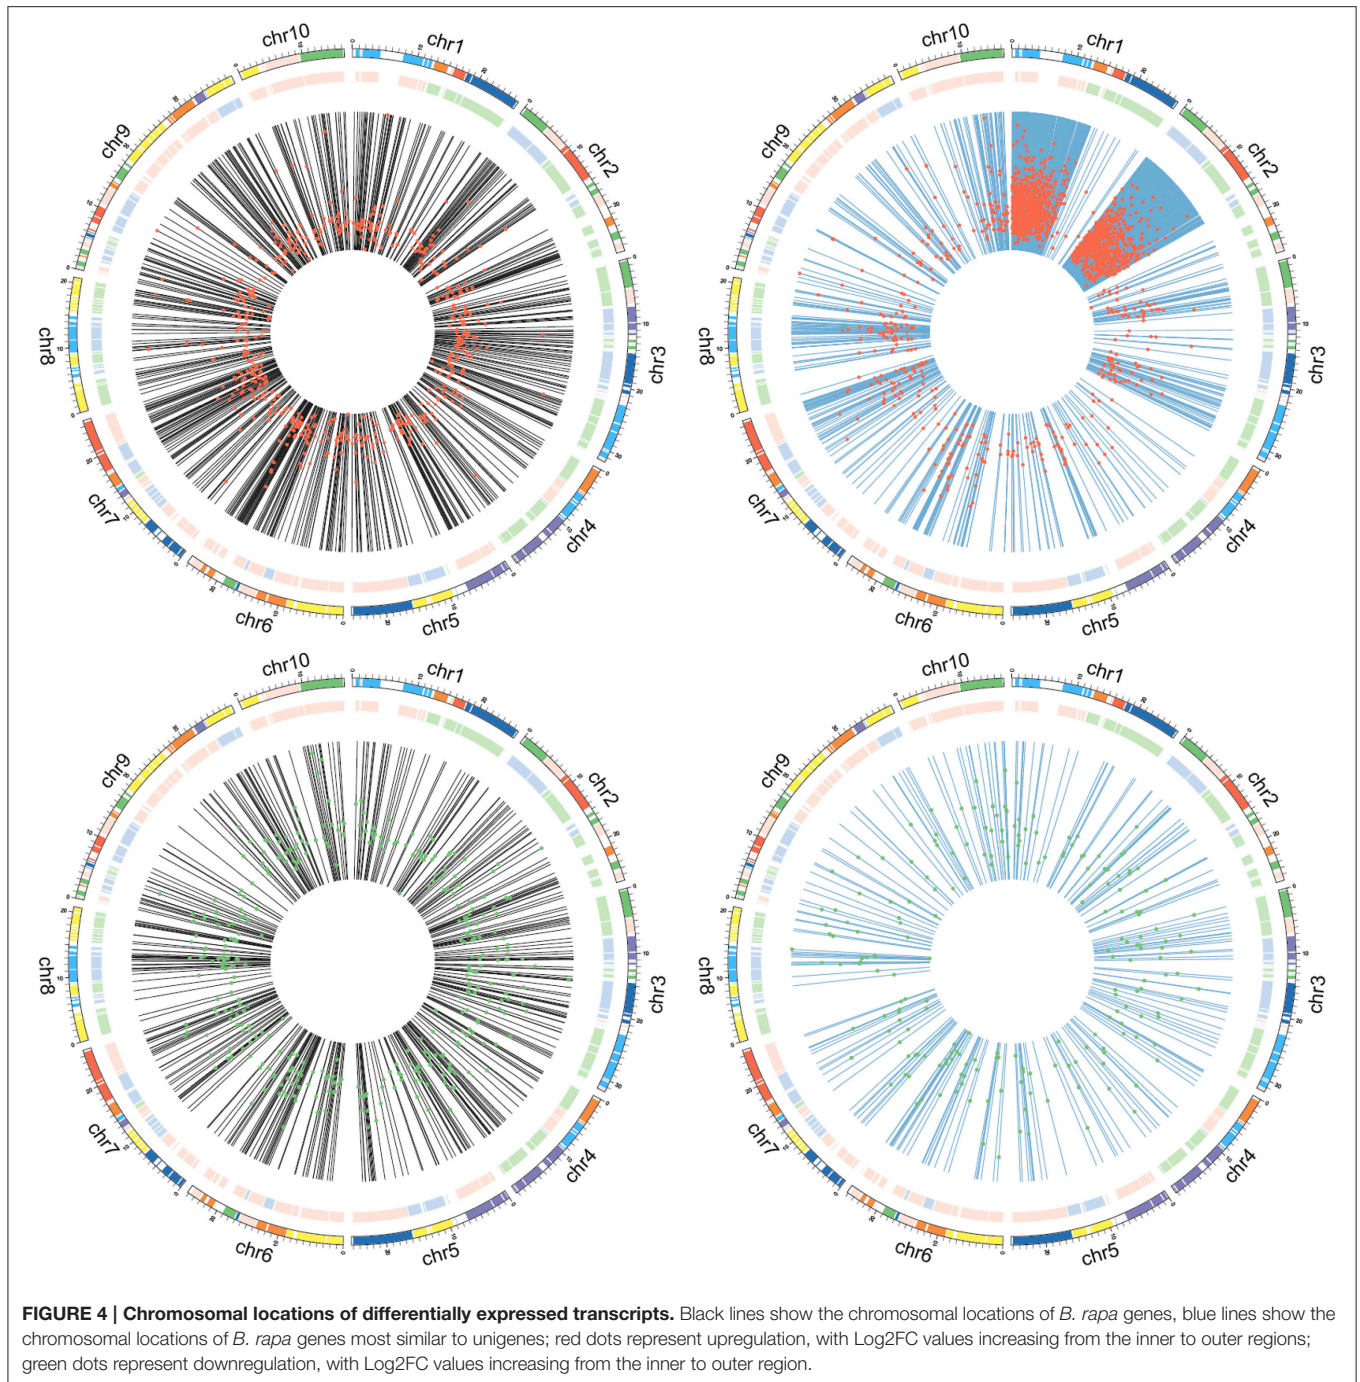 chr10
chr1
chr2
chr3
chr4
chr5
chr6
chr7
chr8
chr9
chr10
chr1
chr2
chr3
chr4
chr5
chr6
chr7
chr8
chr9
chr10
chr1
chr2
chr3
chr4
chr5
chr6
chr7
chr8
chr9
chr10
chr1
chr2
chr3
chr4
chr5
chr6
chr7
chr8
chr9
FIGURE 4 | Chromosomal locations of differentially expressed transcripts. Black lines show the chromosomal locations of B. rapa genes, blue lines show the
chromosomal locations of B. rapa genes most similar to unigenes; red dots represent upregulation, with Log2FC values increasing from the inner to outer regions;
green dots represent downregulation, with Log2FC values increasing from the inner to outer region.